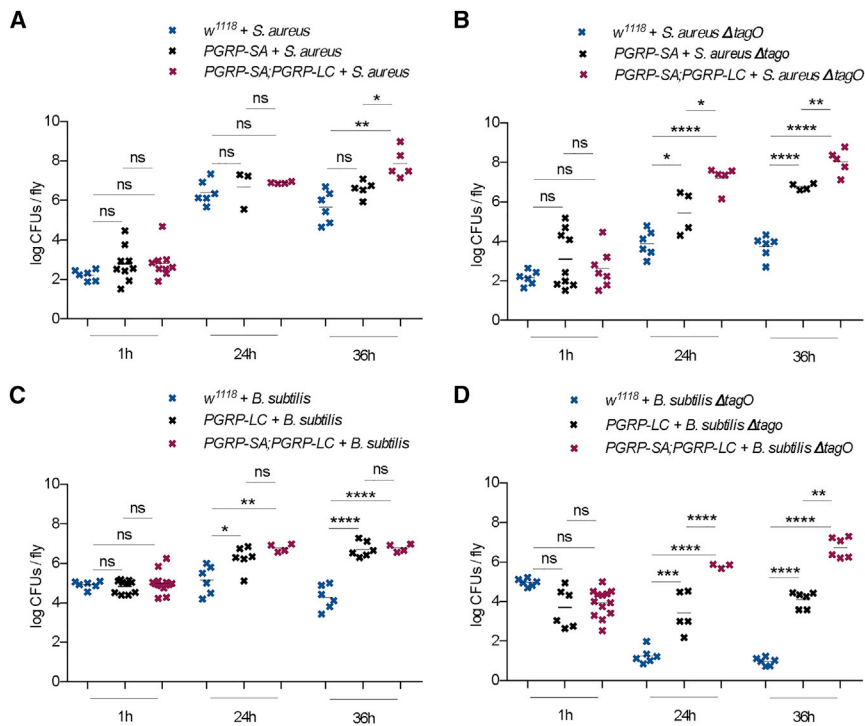 A
w1118 + S. aureus
PGRP-SA + S. aureus
PGRP-SA;PGRP-LC + S. aureus
ns
*
ns
**
ns
ns
ns
ns
ns
10
8
6
4
2
0
log CFUs / fly
1h
24h
36h
B
w1118 + S. aureus ΔtagO
PGRP-SA + S. aureus Δtago
PGRP-SA;PGRP-LC + S. aureus ΔtagO
*
**
****
****
ns
*
****
ns
ns
10
8
6
4
2
0
log CFUs / fly
1h
24h
36h
C
w1118 + B. subtilis
PGRP-LC + B. subtilis
PGRP-SA;PGRP-LC + B. subtilis
ns
ns
**
****
ns
*
****
ns
ns
10
8
6
4
2
0
log CFUs / fly
1h
24h
36h
D
w1118 + B. subtilis ΔtagO
PGRP-LC + B. subtilis Δtago
PGRP-SA;PGRP-LC + B. subtilis ΔtagO
**
ns
****
****
ns
****
ns
***
****
10
8
6
4
2
0
log CFUs / fly
1h
24h
36h